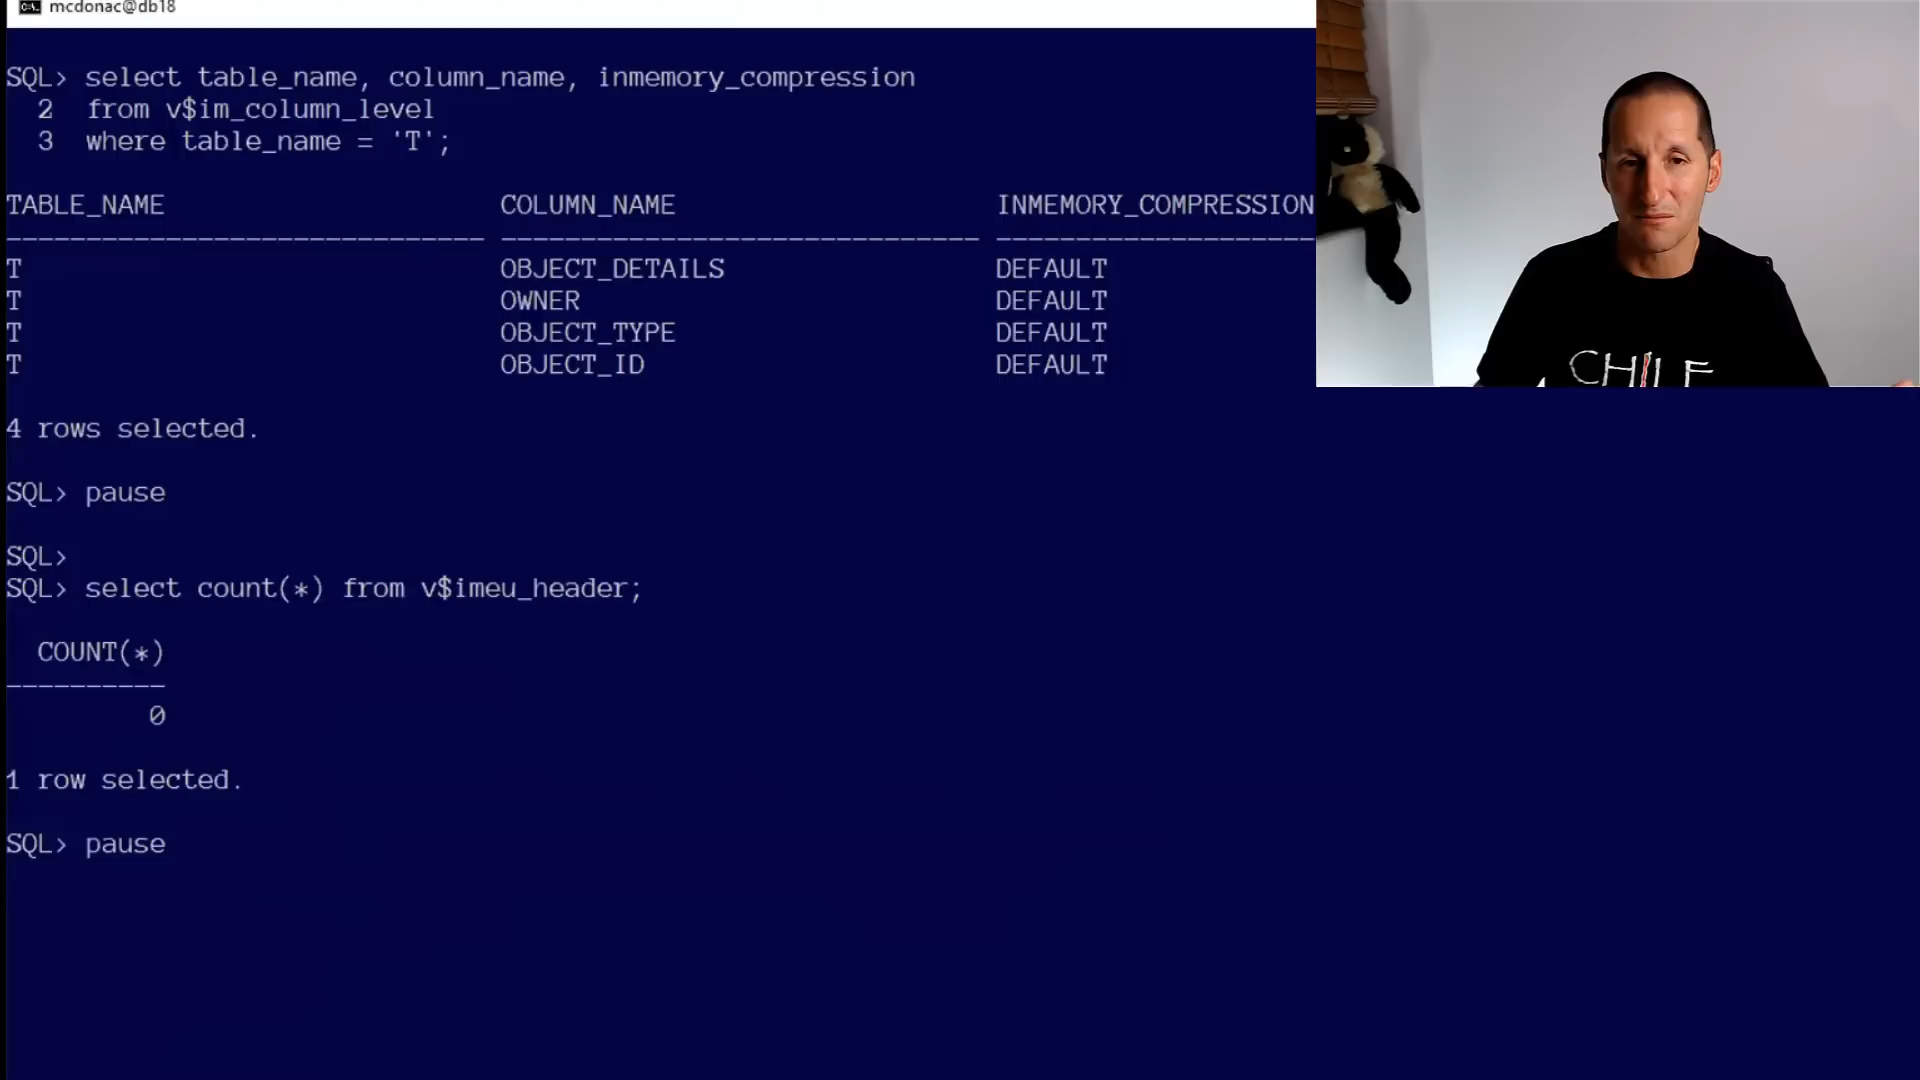 mcdonac@db18
SQL> select table_name, column_name, inmemory_compression
2 from v$im_column_level
3 where table_name = 'T';
TABLE_NAME COLUMN_NAME INMEMORY_COMPRESSION
------------------------------ ------------------------------ --------------------
T OBJECT_DETAILS DEFAULT
T OWNER DEFAULT
T OBJECT_TYPE DEFAULT
T OBJECT_ID DEFAULT
4 rows selected.
SQL> pause
SQL>
SQL> select count(*) from v$imeu_header;
COUNT(*)
----------
0
1 row selected.
SQL> pause
CHILE